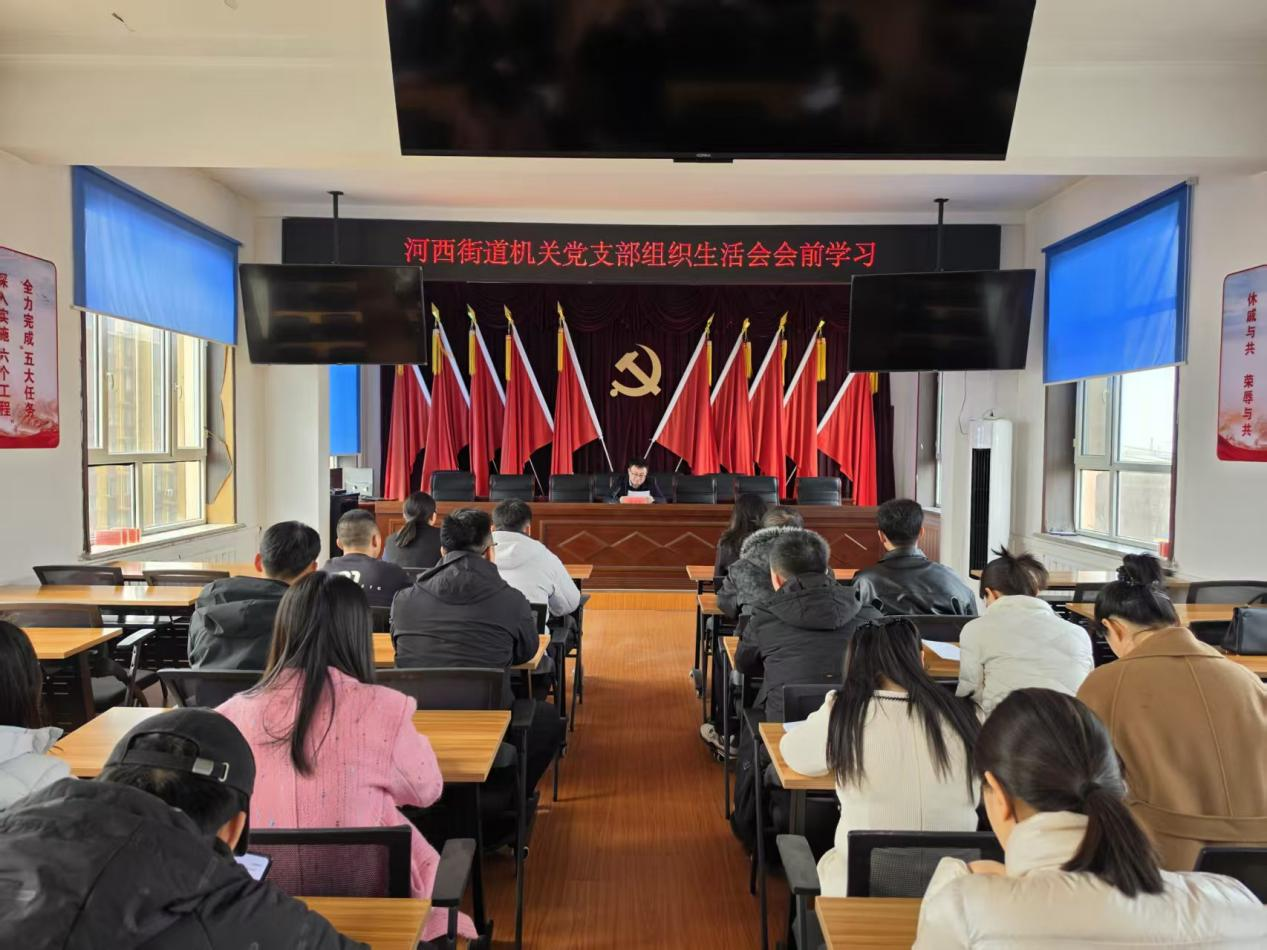 河西街道机关党支部组织生活会会前学习
全力完成"五大任务"
深入实施"六个工程"
休戚与共 荣辱与共